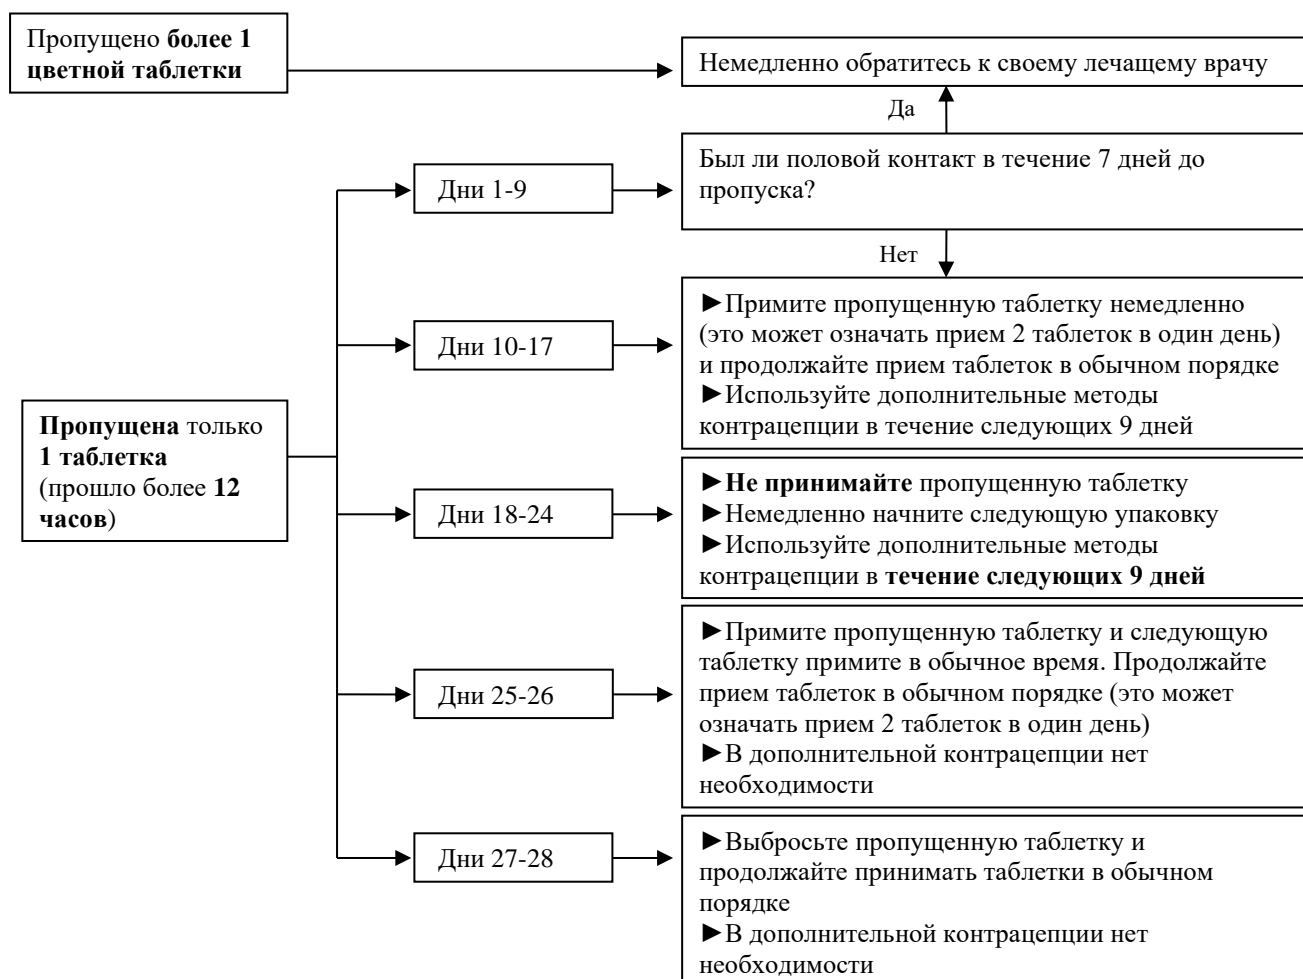 Пропущено более 1
цветной таблетки
Немедленно обратитесь к своему лечащему врачу
Да
Дни 1-9
Был ли половой контакт в течение 7 дней до
пропуска?
Нет
Дни 10-17
►Примите пропущенную таблетку немедленно
(это может означать прием 2 таблеток в один день)
и продолжайте прием таблеток в обычном порядке
►Используйте дополнительные методы
контрацепции в течение следующих 9 дней
Пропущена только
1 таблетка
(прошло более 12
часов)
Дни 18-24
►Не принимайте пропущенную таблетку
►Немедленно начните следующую упаковку
►Используйте дополнительные методы
контрацепции в течение следующих 9 дней
Дни 25-26
►Примите пропущенную таблетку и следующую
таблетку примите в обычное время. Продолжайте
прием таблеток в обычном порядке (это может
означать прием 2 таблеток в один день)
►В дополнительной контрацепции нет
необходимости
Дни 27-28
►Выбросьте пропущенную таблетку и
продолжайте принимать таблетки в обычном
порядке
►В дополнительной контрацепции нет
необходимости